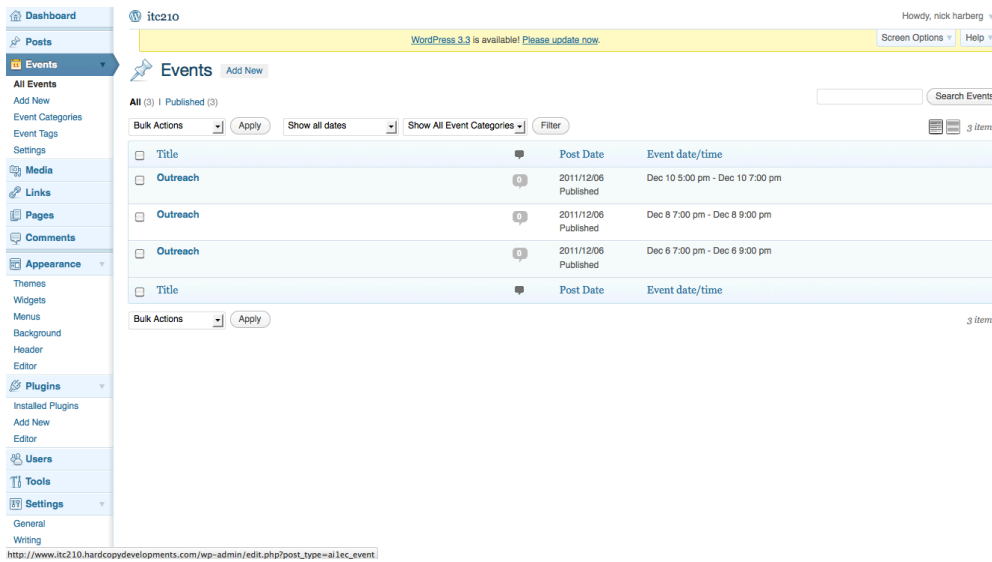 Dashboard
Posts
Events
All Events
Add New
Event Categories
Event Tags
Settings
Media
Links
Pages
Comments
Appearance
Themes
Widgets
Menus
Background
Header
Editor
Plugins
Installed Plugins
Add New
Editor
Users
Tools
Settings
General
Writing
itc210
Howdy, nick harberg
WordPress 3.3 is available! Please update now.
Screen Options
Help
Events Add New
All (3) | Published (3)
Search Events
Bulk Actions Apply Show all dates Show All Event Categories Filter
3 item
Title Post Date Event date/time
Outreach 0 2011/12/06 Dec 10 5:00 pm - Dec 10 7:00 pm
Published
Outreach 0 2011/12/06 Dec 8 7:00 pm - Dec 8 9:00 pm
Published
Outreach 0 2011/12/06 Dec 6 7:00 pm - Dec 6 9:00 pm
Published
Title Post Date Event date/time
Bulk Actions Apply
3 item
http://www.itc210.hardcopydevelopments.com/wp-admin/edit.php?post_type=ai1ec_event